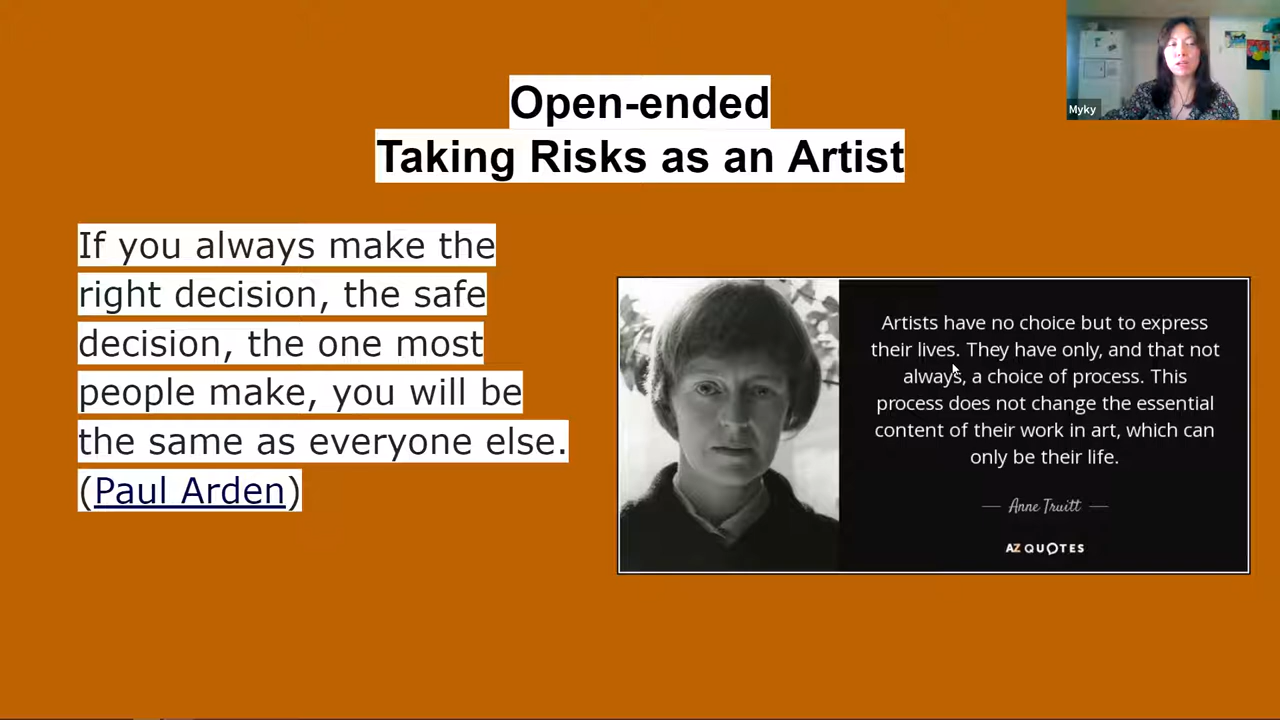 Open-ended
Taking Risks as an Artist
If you always make the
right decision, the safe
decision, the one most
people make, you will be
the same as everyone else.
(Paul Arden)
Artists have no choice but to express
their lives. They have only, and that not
always, a choice of process. This
process does not change the essential
content of their work in art, which can
only be their life.
Anne Truitt
AZ QUOTES
Myky